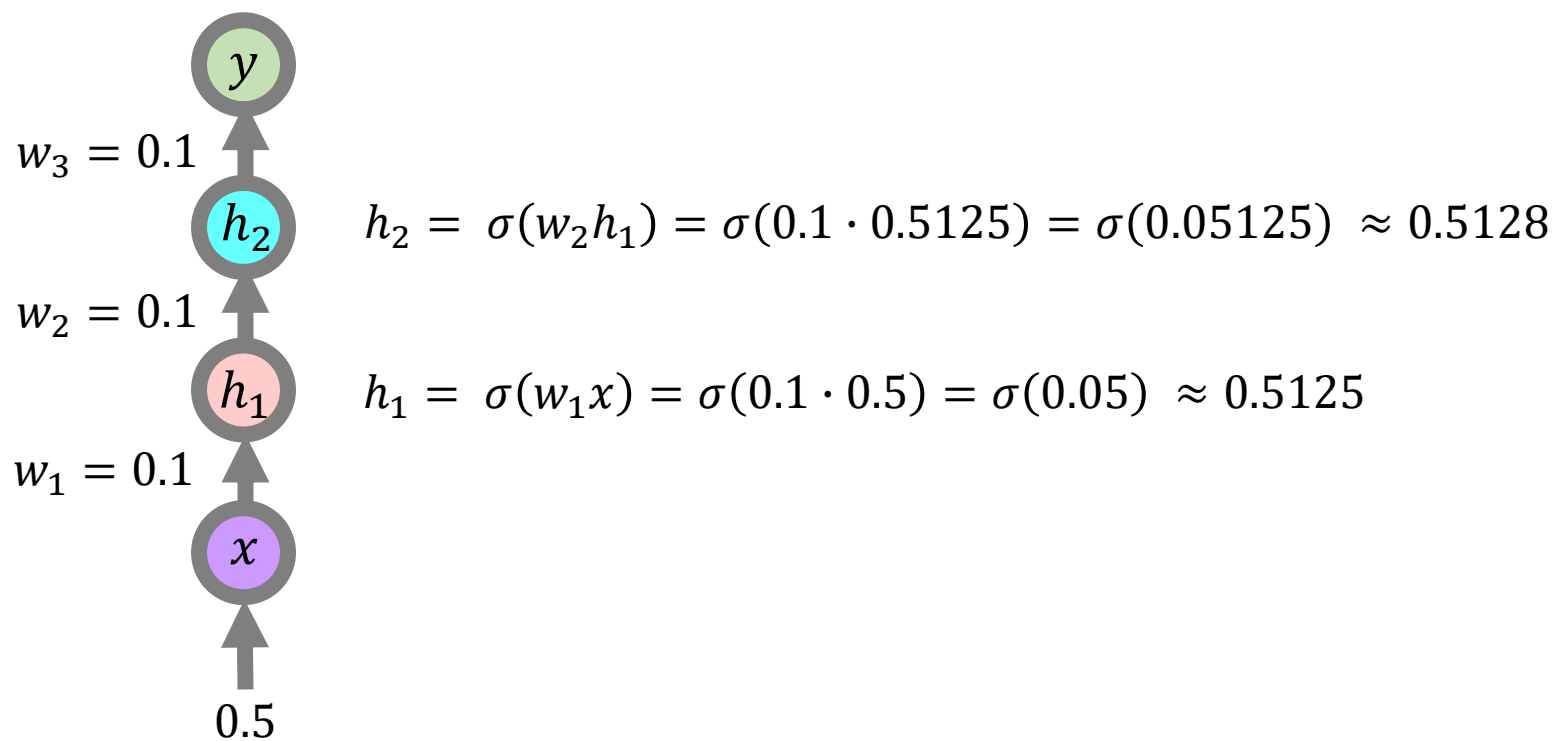 y
w₃ = 0.1
h₂
h₂ = σ(w₂h₁) = σ(0.1 · 0.5125) = σ(0.05125) ≈ 0.5128
w₂ = 0.1
h₁
h₁ = σ(w₁x) = σ(0.1 · 0.5) = σ(0.05) ≈ 0.5125
w₁ = 0.1
x
0.5